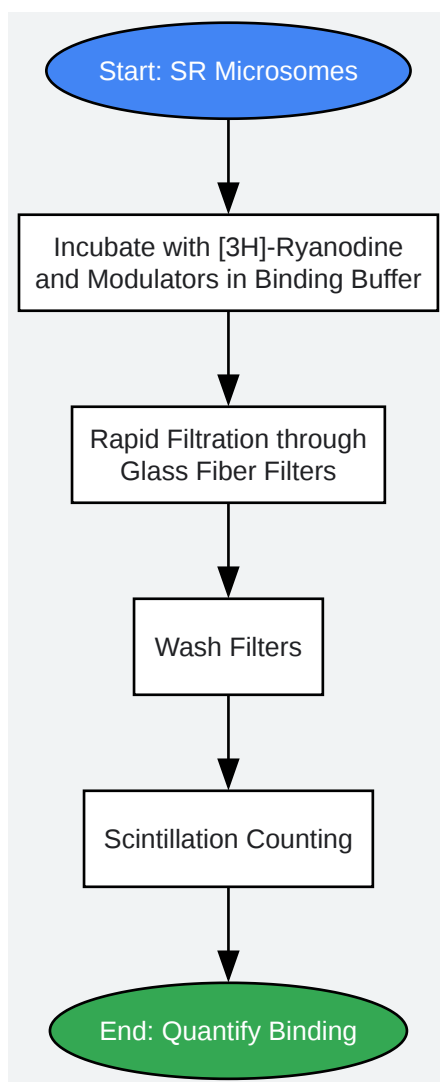 Start: SR Microsomes
Incubate with [3H]-Ryanodine
and Modulators in Binding Buffer
Rapid Filtration through
Glass Fiber Filters
Wash Filters
Scintillation Counting
End: Quantify Binding